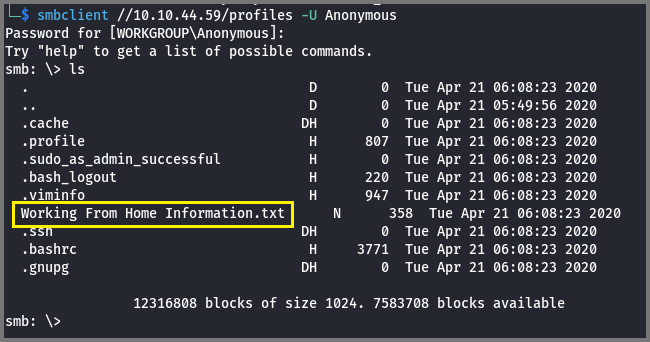 └─$ smbclient //10.10.44.59/profiles -U Anonymous
Password for [WORKGROUP\Anonymous]:
Try "help" to get a list of possible commands.
smb: \> ls
  .                                   D        0  Tue Apr 21 06:08:23 2020
  ..                                  D        0  Tue Apr 21 05:49:56 2020
  .cache                             DH        0  Tue Apr 21 06:08:23 2020
  .profile                            H      807  Tue Apr 21 06:08:23 2020
  .sudo_as_admin_successful           H        0  Tue Apr 21 06:08:23 2020
  .bash_logout                        H      220  Tue Apr 21 06:08:23 2020
  .viminfo                            H      947  Tue Apr 21 06:08:23 2020
  Working From Home Information.txt      N      358  Tue Apr 21 06:08:23 2020
  .ssh                               DH        0  Tue Apr 21 06:08:23 2020
  .bashrc                             H     3771  Tue Apr 21 06:08:23 2020
  .gnupg                             DH        0  Tue Apr 21 06:08:23 2020
                12316808 blocks of size 1024. 7583708 blocks available
smb: \>